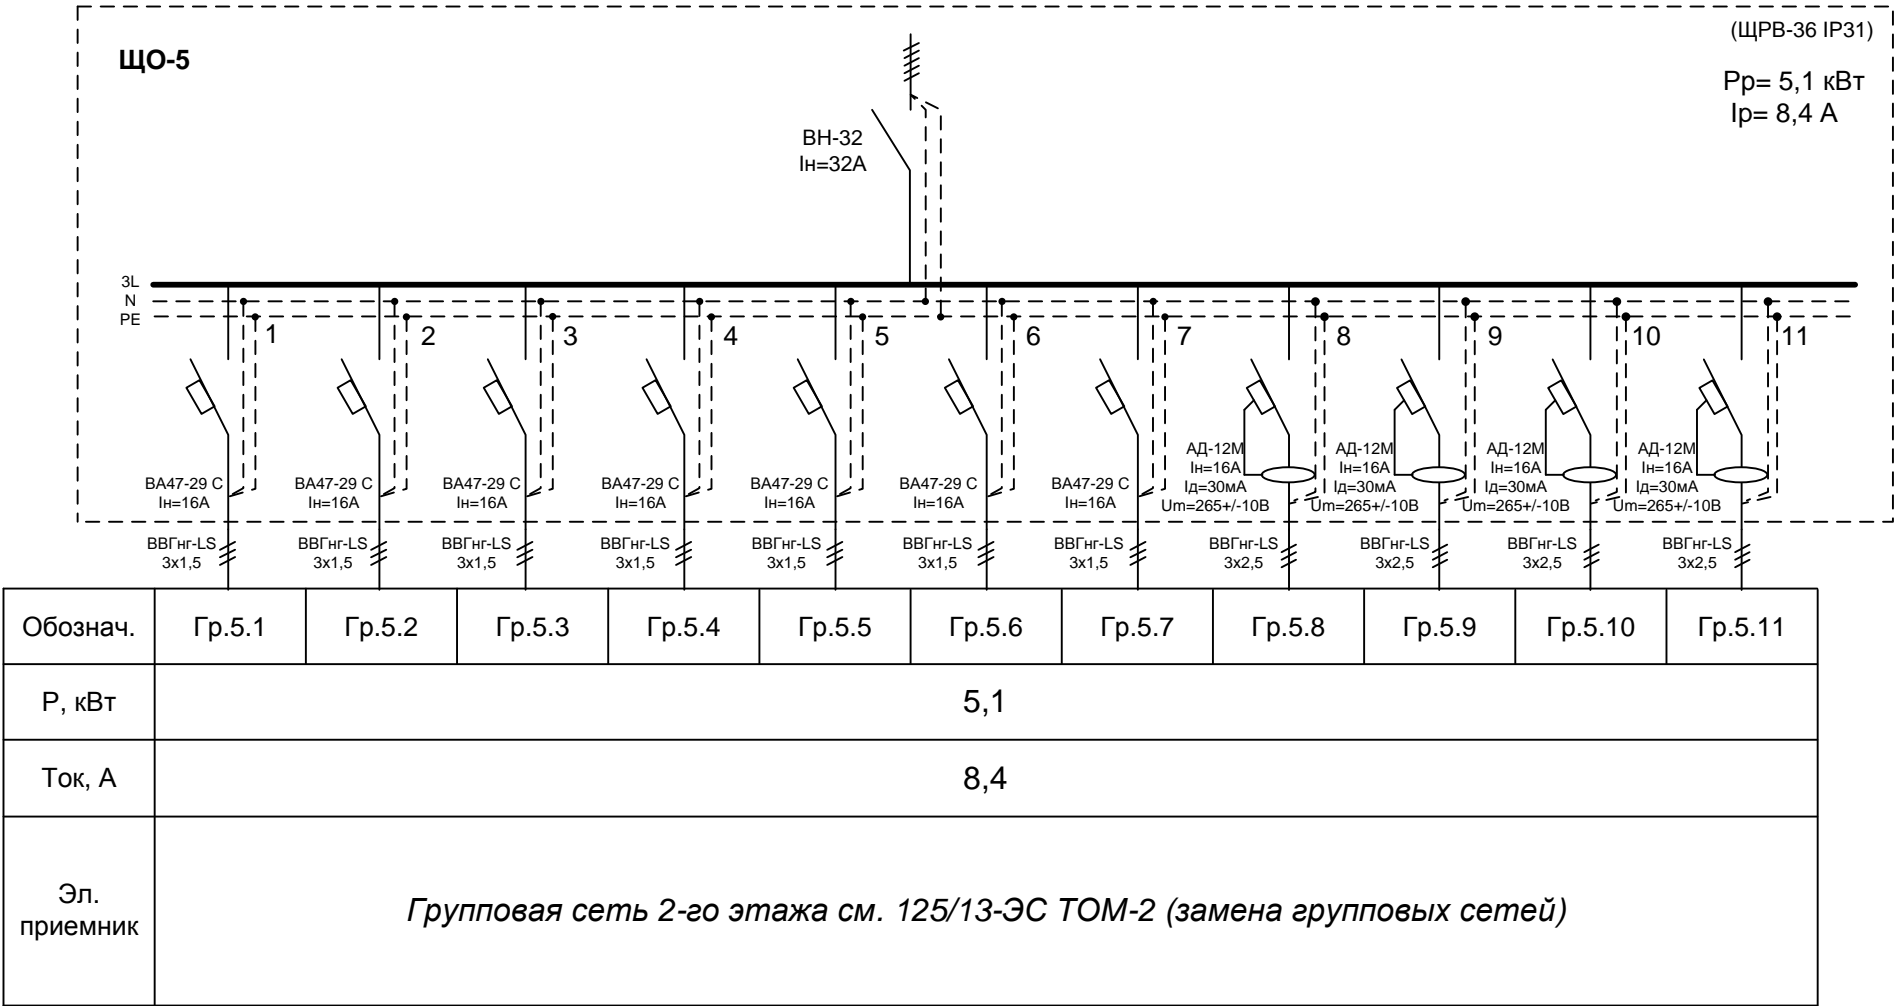 (ЩРВ-36 IP31)
ЩО-5
Рр= 5,1 кВт
Iр= 8,4 А
ВН-32
Iн=32А
3L
N
PE
1
2
3
4
5
6
7
8
9
10
11
ВА47-29 С
Iн=16А
ВА47-29 С
Iн=16А
ВА47-29 С
Iн=16А
ВА47-29 С
Iн=16А
ВА47-29 С
Iн=16А
ВА47-29 С
Iн=16А
ВА47-29 С
Iн=16А
АД-12М
Iн=16А
Iд=30мА
Um=265+/-10В
АД-12М
Iн=16А
Iд=30мА
Um=265+/-10В
АД-12М
Iн=16А
Iд=30мА
Um=265+/-10В
АД-12М
Iн=16А
Iд=30мА
Um=265+/-10В
ВВГнг-LS
3х1,5
ВВГнг-LS
3х1,5
ВВГнг-LS
3х1,5
ВВГнг-LS
3х1,5
ВВГнг-LS
3х1,5
ВВГнг-LS
3х1,5
ВВГнг-LS
3х1,5
ВВГнг-LS
3х2,5
ВВГнг-LS
3х2,5
ВВГнг-LS
3х2,5
ВВГнг-LS
3х2,5
Обознач. Гр.5.1 Гр.5.2 Гр.5.3 Гр.5.4 Гр.5.5 Гр.5.6 Гр.5.7 Гр.5.8 Гр.5.9 Гр.5.10 Гр.5.11
Р, кВт 5,1
Ток, А 8,4
Эл.
приемник
Групповая сеть 2-го этажа см. 125/13-ЭС ТОМ-2 (замена групповых сетей)